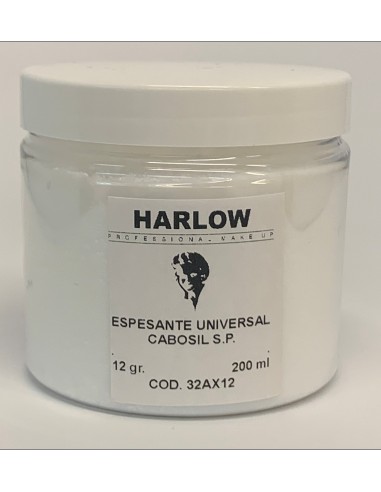 HARLOW
PROFESSIONAL MAKE UP
ESPESANTE UNIVERSAL
CABOSIL S.P.
12 gr. 200 ml
COD. 32AX12